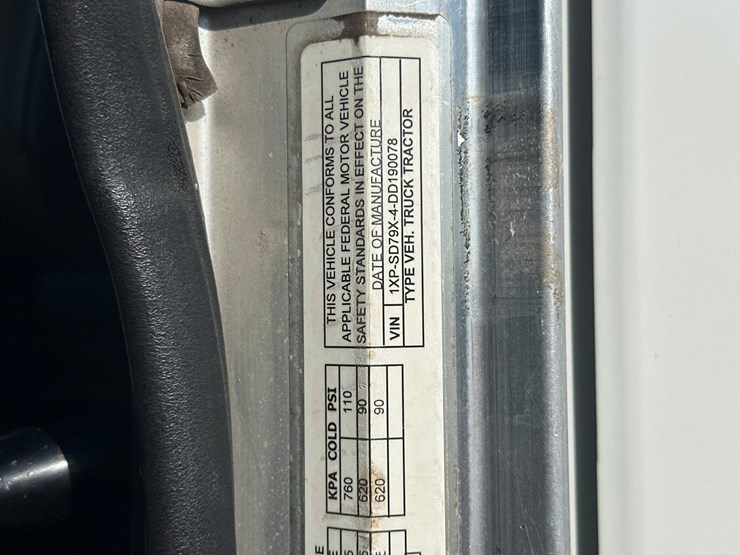 THIS VEHICLE CONFORMS TO ALL
APPLICABLE FEDERAL MOTOR VEHICLE
SAFETY STANDARDS IN EFFECT ON THE
DATE OF MANUFACTURE
VIN 1XP-SD79X-4-DD190078
TYPE VEH. TRUCK TRACTOR
KPA COLD PSI
760 110
620 90
620 90